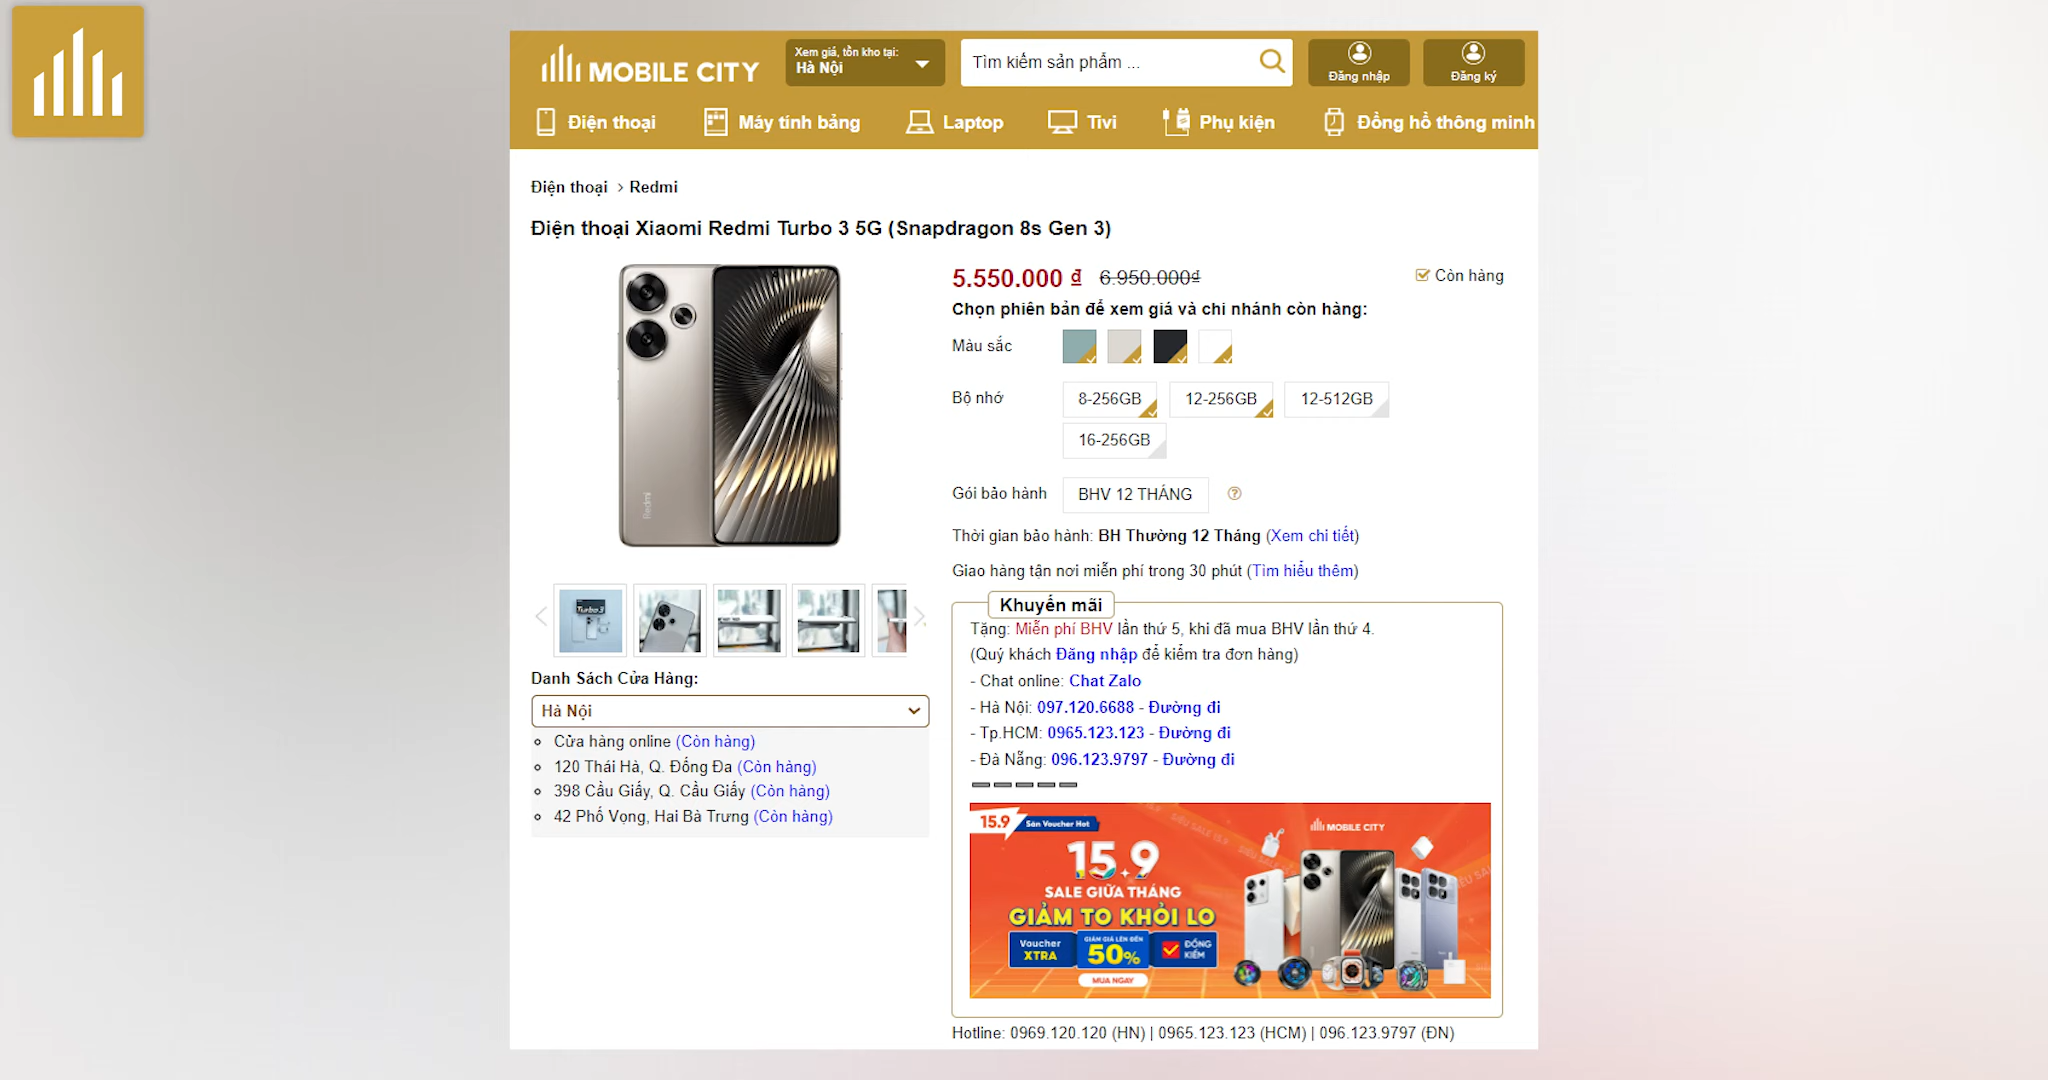 MOBILE CITY
Xem giá, tồn kho tại:
Hà Nội
Tìm kiếm sản phẩm ...
Đăng nhập
Đăng ký
Điện thoại
Máy tính bảng
Laptop
Tivi
Phụ kiện
Đồng hồ thông minh
Điện thoại › Redmi
Điện thoại Xiaomi Redmi Turbo 3 5G (Snapdragon 8s Gen 3)
Redmi
5.550.000 ₫ 6.950.000₫
Còn hàng
Chọn phiên bản để xem giá và chi nhánh còn hàng:
Màu sắc
Bộ nhớ
8-256GB
12-256GB
12-512GB
16-256GB
Gói bảo hành
BHV 12 THÁNG
Thời gian bảo hành: BH Thường 12 Tháng (Xem chi tiết)
Giao hàng tận nơi miễn phí trong 30 phút (Tìm hiểu thêm)
Turbo 3
Danh Sách Cửa Hàng:
Hà Nội
Cửa hàng online (Còn hàng)
120 Thái Hà, Q. Đống Đa (Còn hàng)
398 Cầu Giấy, Q. Cầu Giấy (Còn hàng)
42 Phố Vọng, Hai Bà Trưng (Còn hàng)
Khuyến mãi
Tặng: Miễn phí BHV lần thứ 5, khi đã mua BHV lần thứ 4.
(Quý khách Đăng nhập để kiểm tra đơn hàng)
- Chat online: Chat Zalo
- Hà Nội: 097.120.6688 - Đường đi
- Tp.HCM: 0965.123.123 - Đường đi
- Đà Nẵng: 096.123.9797 - Đường đi
15.9
Săn Voucher Hot
MOBILE CITY
15.9
SALE GIỮA THÁNG
GIẢM TO KHỎI LO
Voucher
XTRA
GIẢM GIÁ LÊN ĐẾN
50%
ĐỒNG
KIỂM
MUA NGAY
Hotline: 0969.120.120 (HN) | 0965.123.123 (HCM) | 096.123.9797 (ĐN)